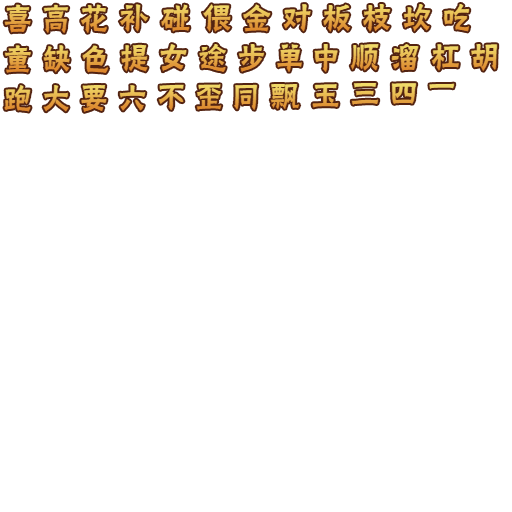 喜高花补碰偎金对板枝坎吃
童缺色提女途步单中顺溜杠胡
跑大要六不歪同飘玉三四一